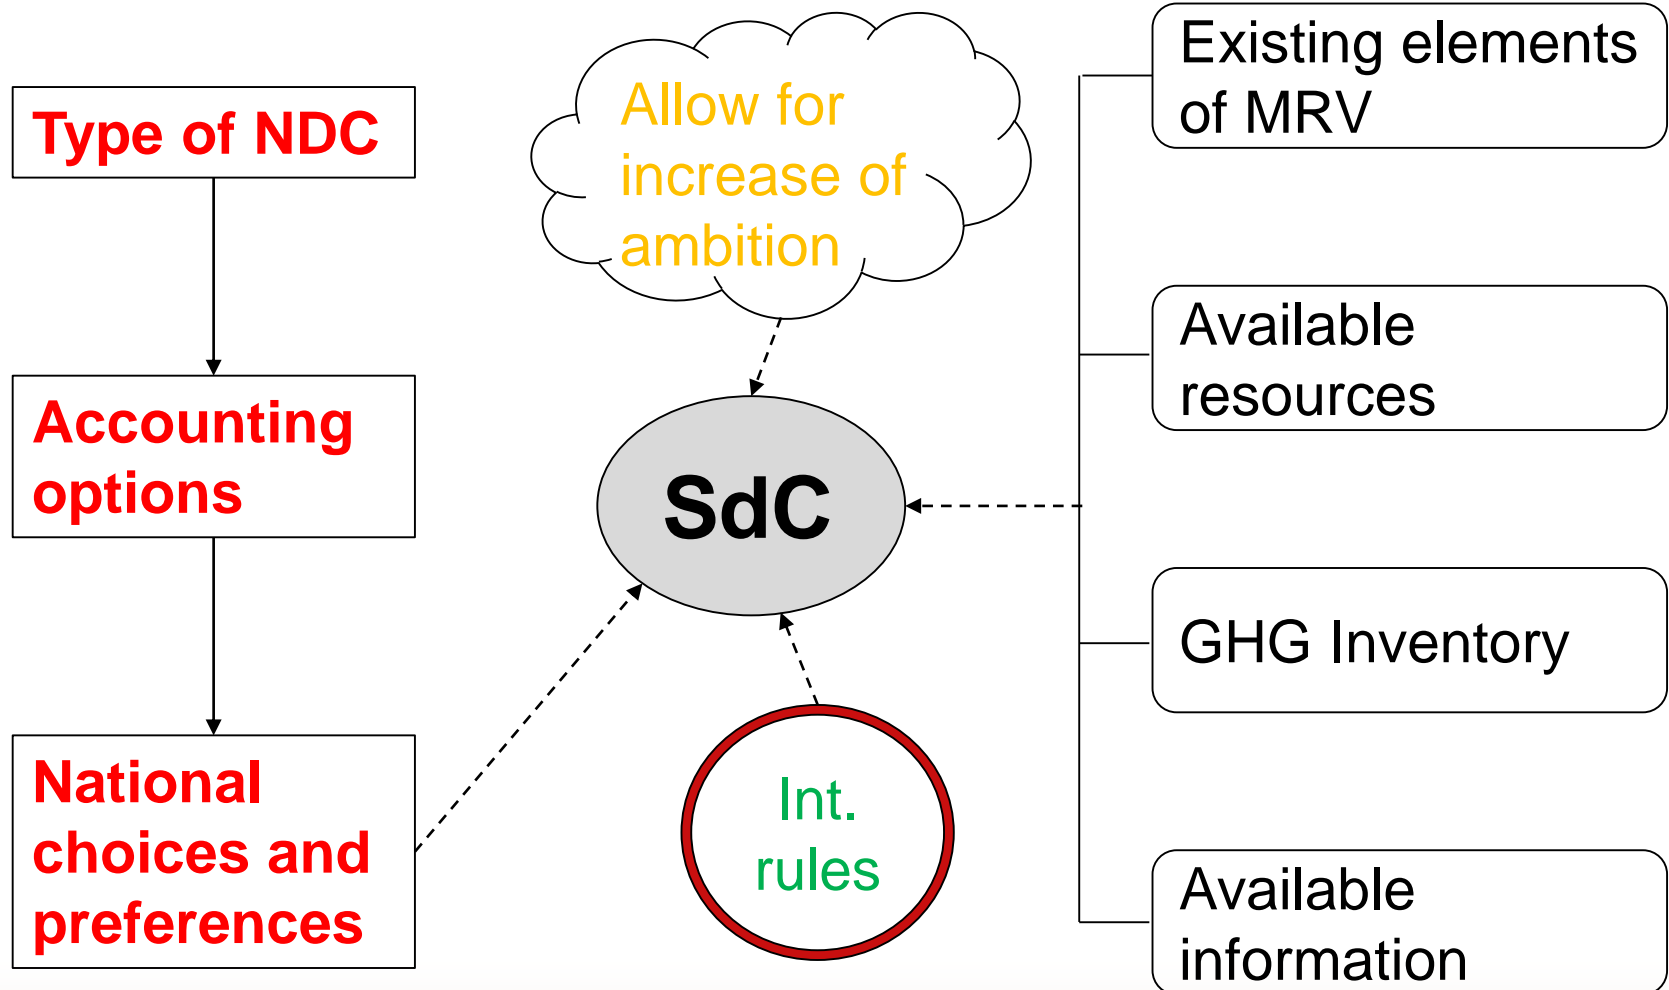 Type of NDC
Accounting
options
National
choices and
preferences
Allow for
increase of
ambition
SdC
Int.
rules
Existing elements
of MRV
Available
resources
GHG Inventory
Available
information